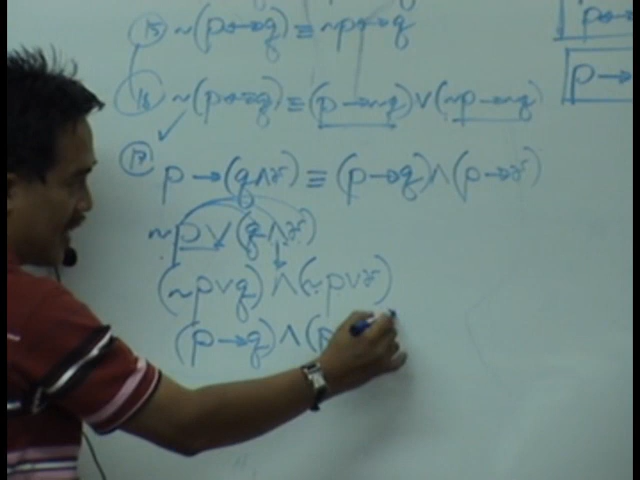 (15) ~(p↔q)≡~p↔q
(16) ~(p↔q)≡(p→~q)∨(~p→~q)
(17) p→(q∧r)≡(p→q)∧(p→r)
~p∨(q∧r)
(~p∨q)∧(~p∨r)
(p→q)∧(p
p↔
p→